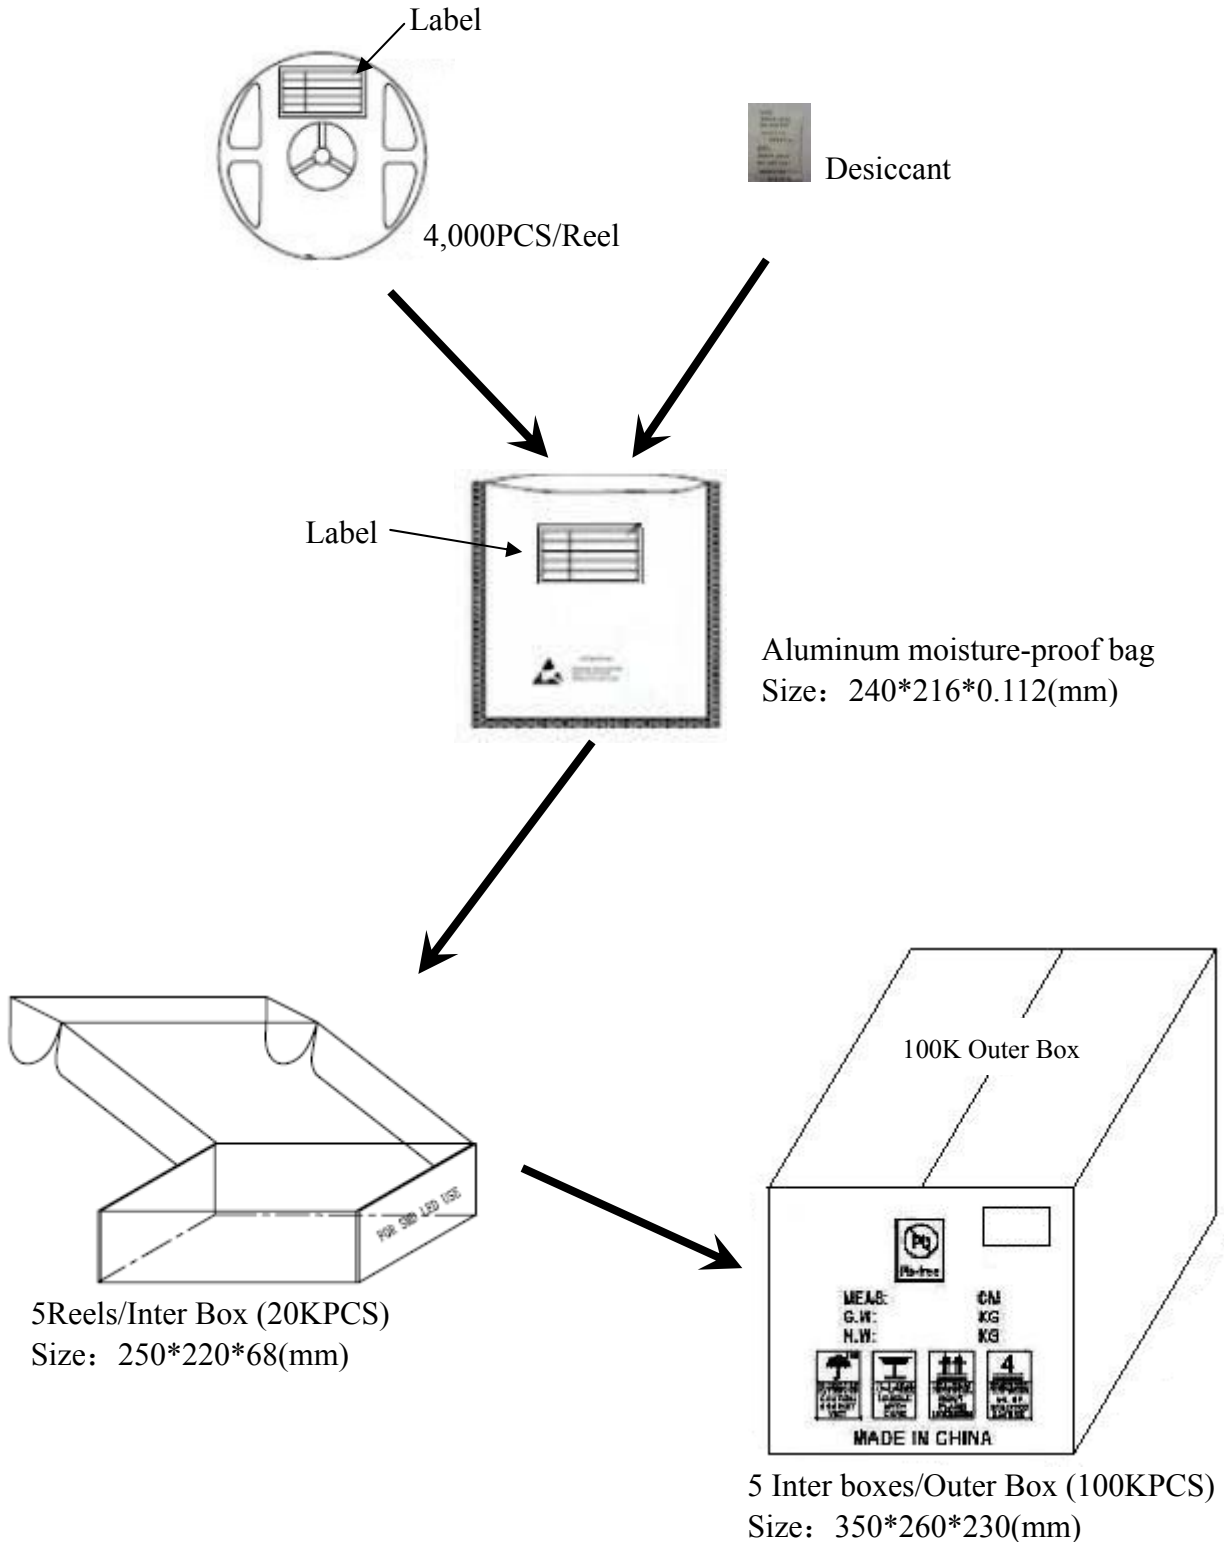 Label
Desiccant
4,000PCS/Reel
Label
Aluminum moisture-proof bag
Size：240*216*0.112(mm)
100K Outer Box
FOR SMD LED USE
Pb
Pb-free
MEAS: CM
G.W: KG
N.W: KG
4
MADE IN CHINA
5Reels/Inter Box (20KPCS)
Size：250*220*68(mm)
5 Inter boxes/Outer Box (100KPCS)
Size：350*260*230(mm)